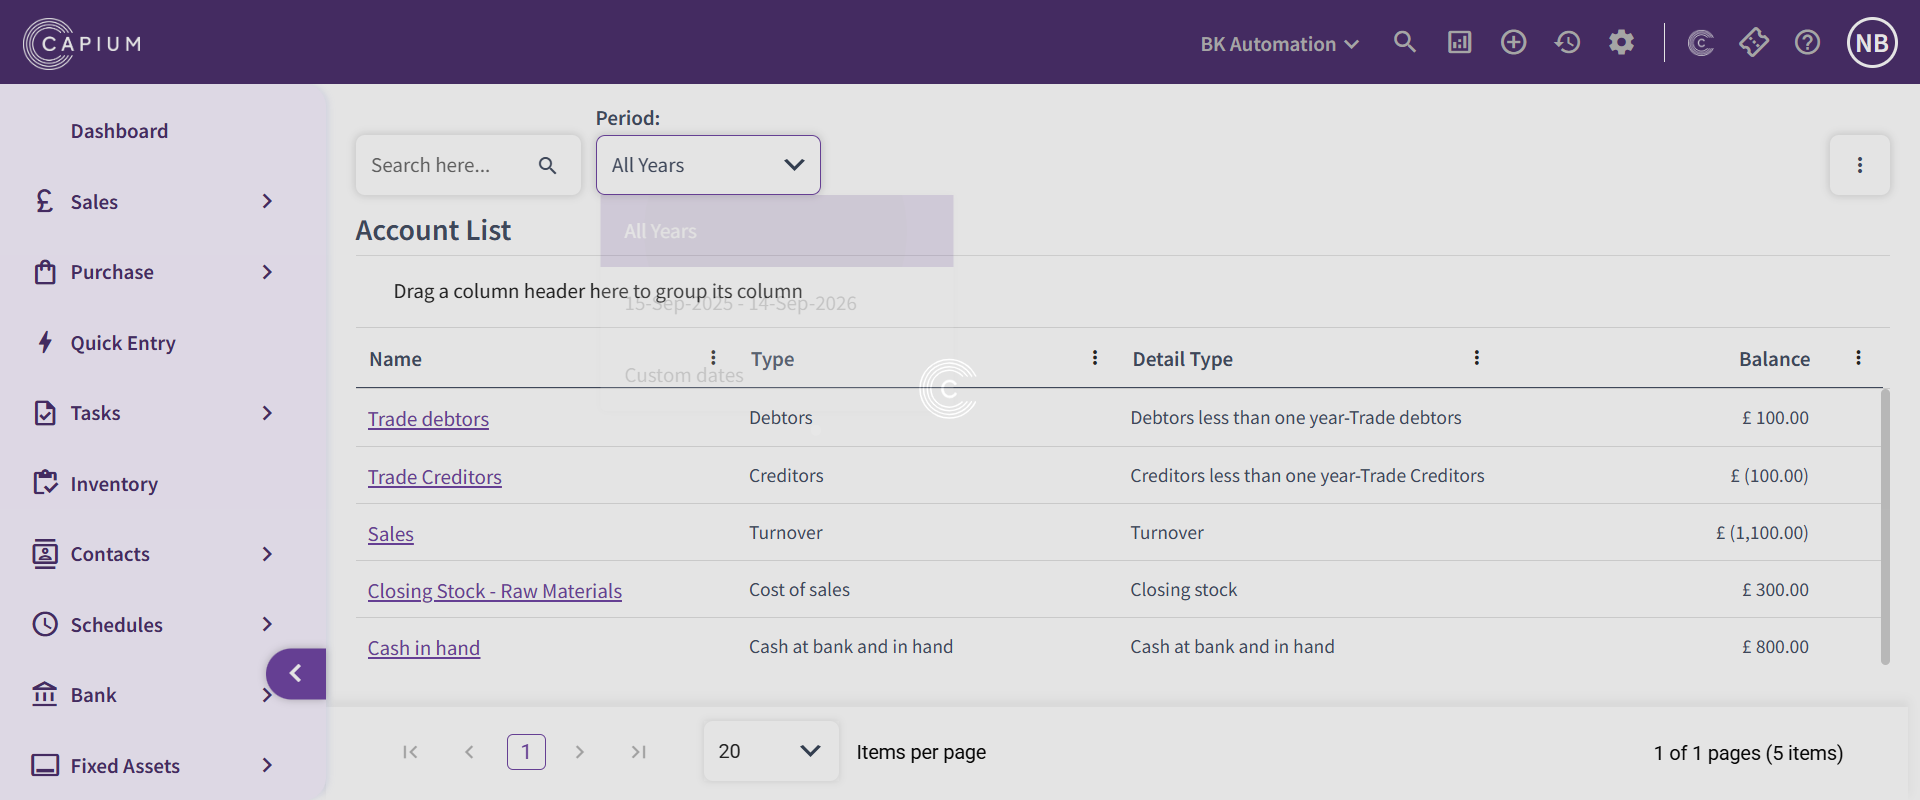 CAPIUM
BK Automation
NB
Dashboard
Sales
Purchase
Quick Entry
Tasks
Inventory
Contacts
Schedules
Bank
Fixed Assets
Period:
Search here...
All Years
All Years
15-Sep-2025 - 14-Sep-2026
Custom dates
Account List
Drag a column header here to group its column
Name Type Detail Type Balance
Trade debtors Debtors Debtors less than one year-Trade debtors £ 100.00
Trade Creditors Creditors Creditors less than one year-Trade Creditors £ (100.00)
Sales Turnover Turnover £ (1,100.00)
Closing Stock - Raw Materials Cost of sales Closing stock £ 300.00
Cash in hand Cash at bank and in hand Cash at bank and in hand £ 800.00
1 20 Items per page 1 of 1 pages (5 items)